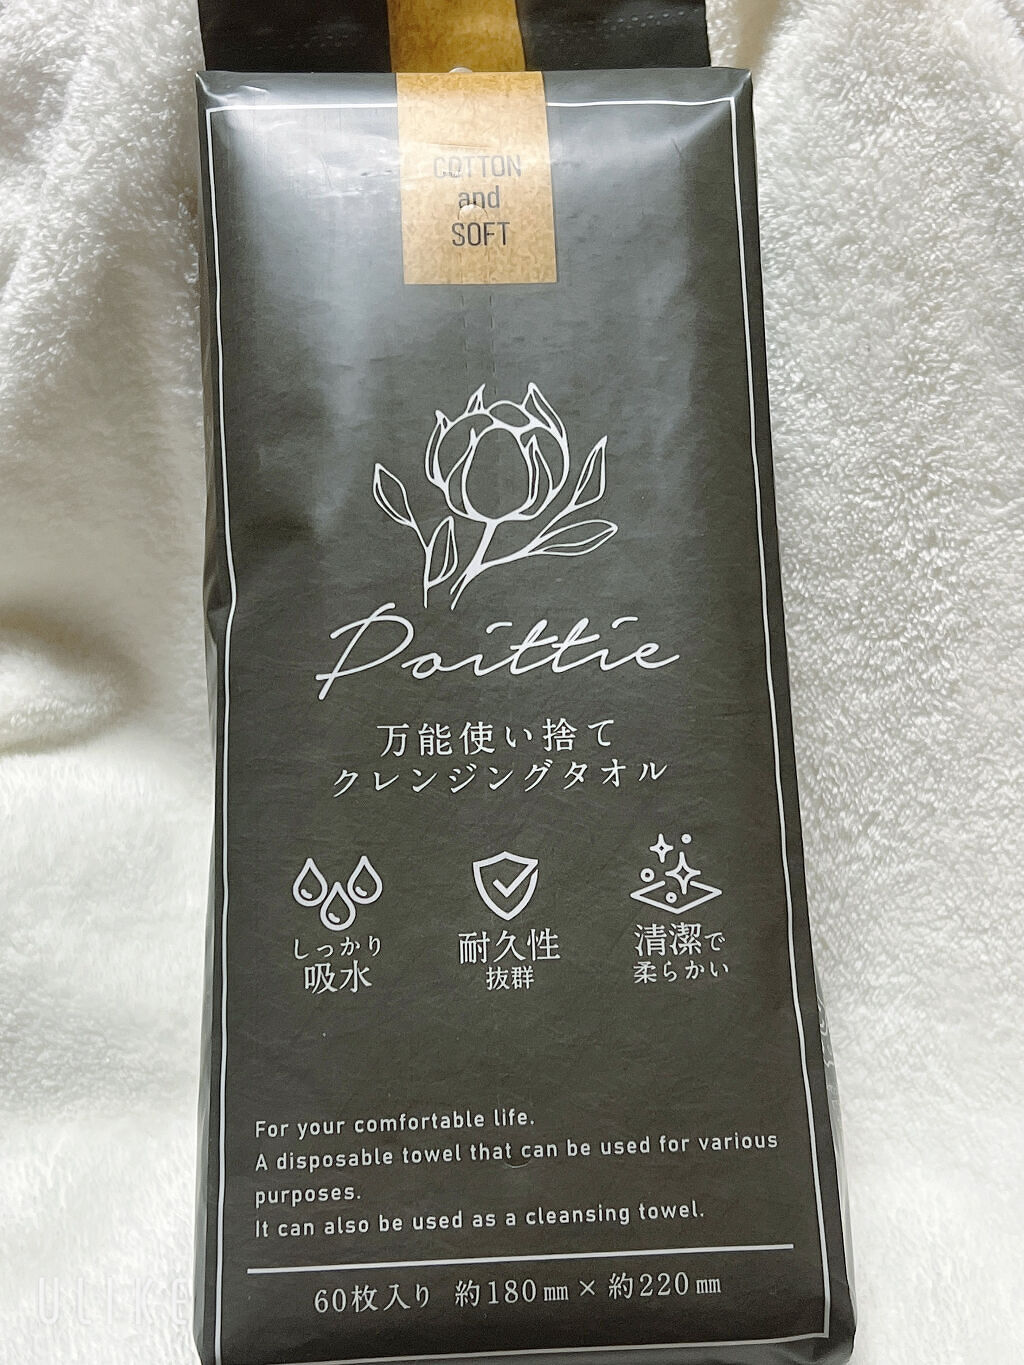 COTTON
and
SOFT
Poittie
万能使い捨て
クレンジングタオル
しっかり
吸水
耐久性
抜群
清潔で
柔らかい
For your comfortable life.
A disposable towel that can be used for various
purposes.
It can also be used as a cleansing towel.
60枚入り 約180㎜×約220㎜